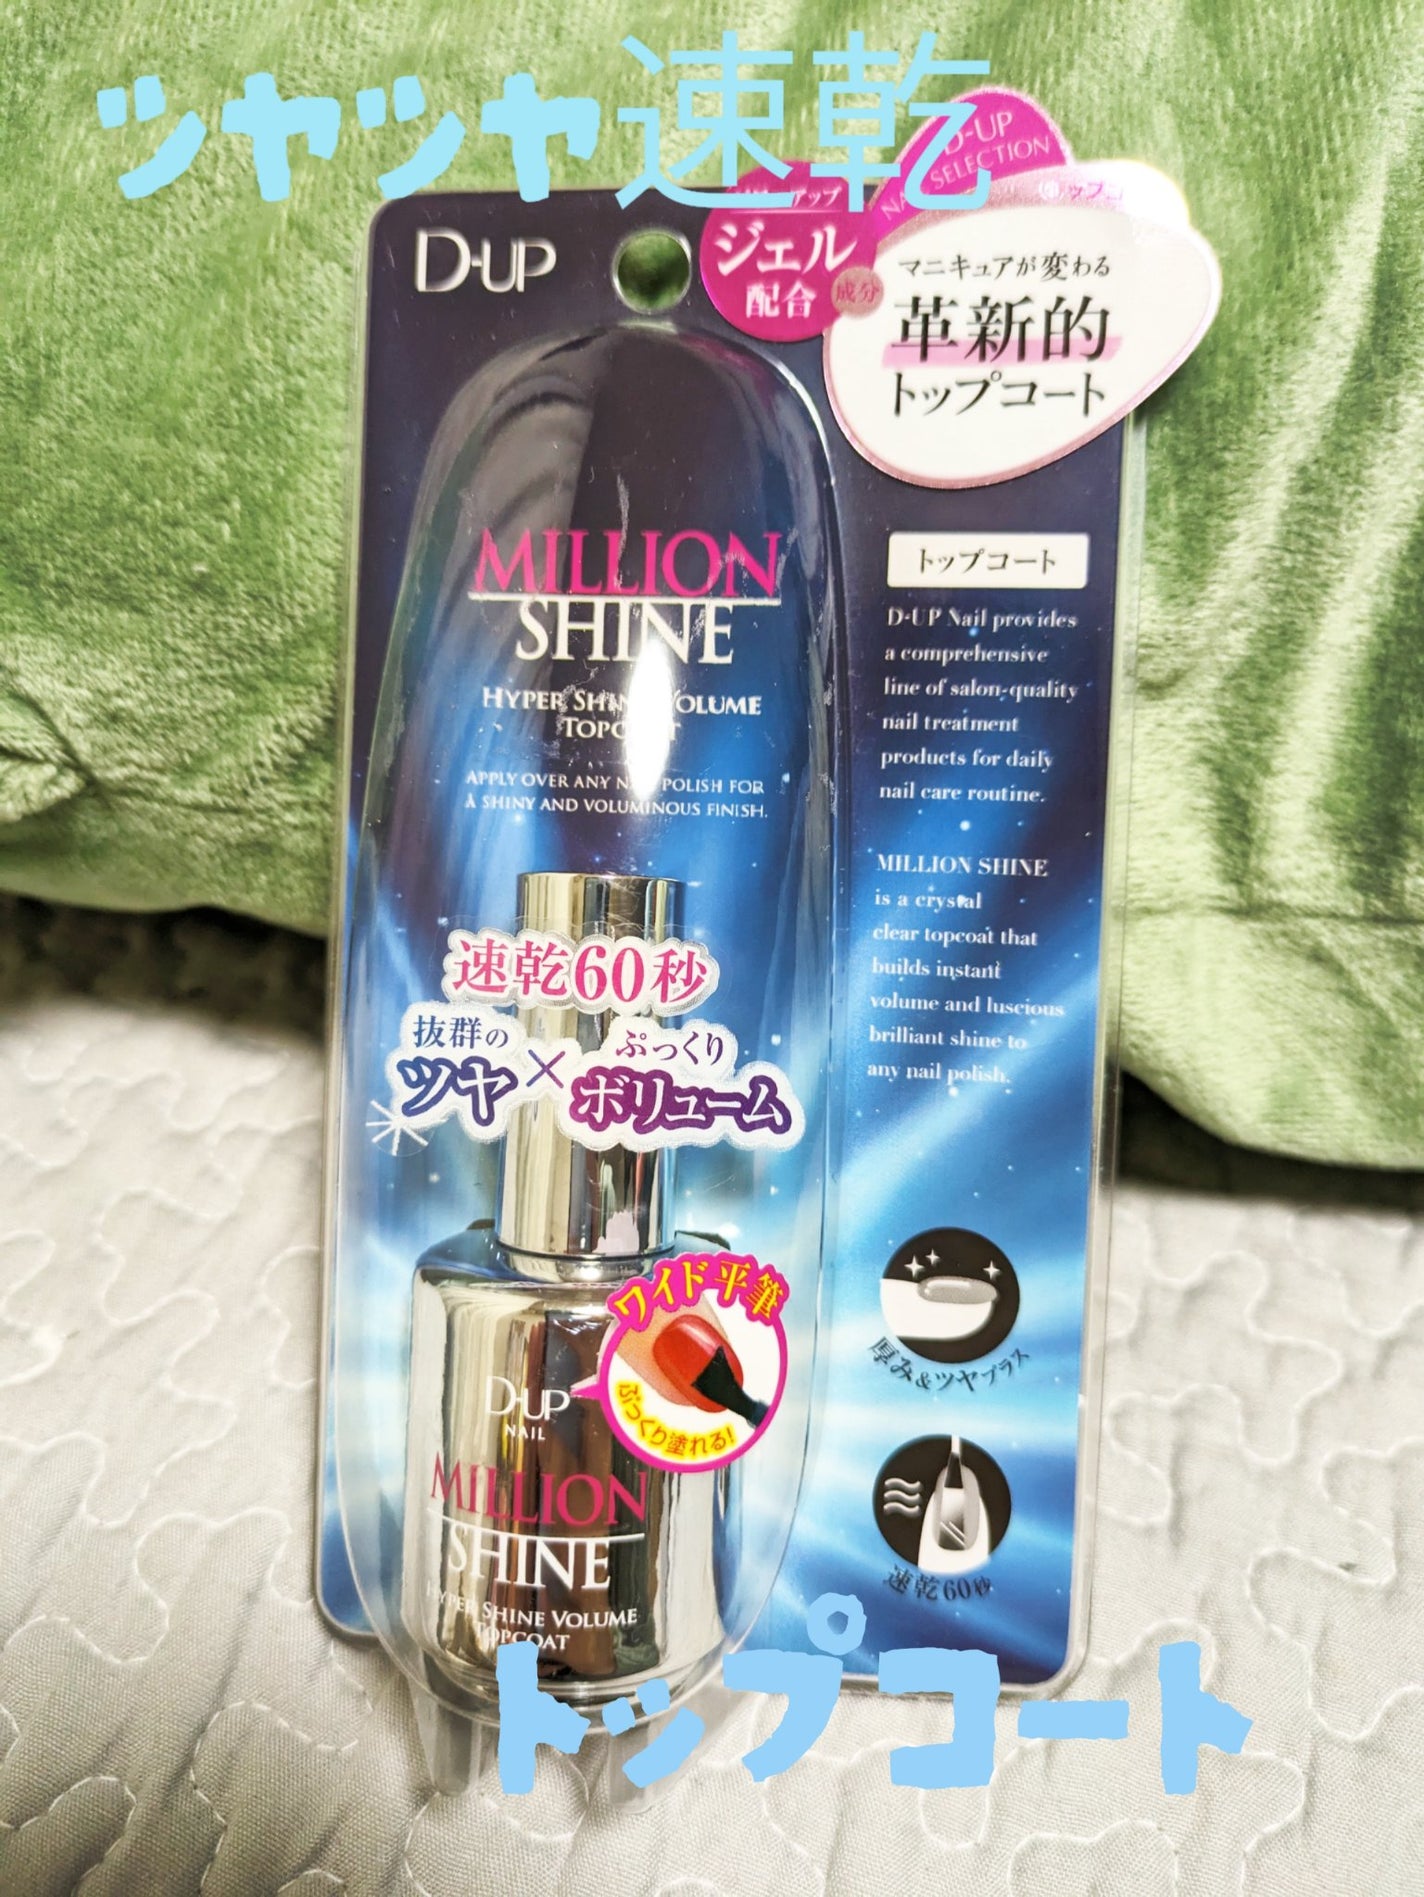 ツヤツヤ速乾
D-UP
SELECTION
アップ
ジェル
配合
成分
マニキュアが変わる
革新的
トップコート
D-UP
MILLION
SHINE
HYPER SHINE VOLUME
TOPCOAT
APPLY OVER ANY NAIL POLISH FOR
A SHINY AND VOLUMINOUS FINISH.
トップコート
D-UP Nail provides
a comprehensive
line of salon-quality
nail treatment
products for daily
nail care routine.
MILLION SHINE
is a crystal
clear topcoat that
builds instant
volume and luscious
brilliant shine to
any nail polish.
速乾60秒
抜群の
ツヤ×
ぷっくり
ボリューム
ワイド平筆
ぷっくり塗れる!
D-UP
NAIL
MILLION
SHINE
HYPER SHINE VOLUME
TOPCOAT
厚み&ツヤプラス
速乾60秒
トップコート